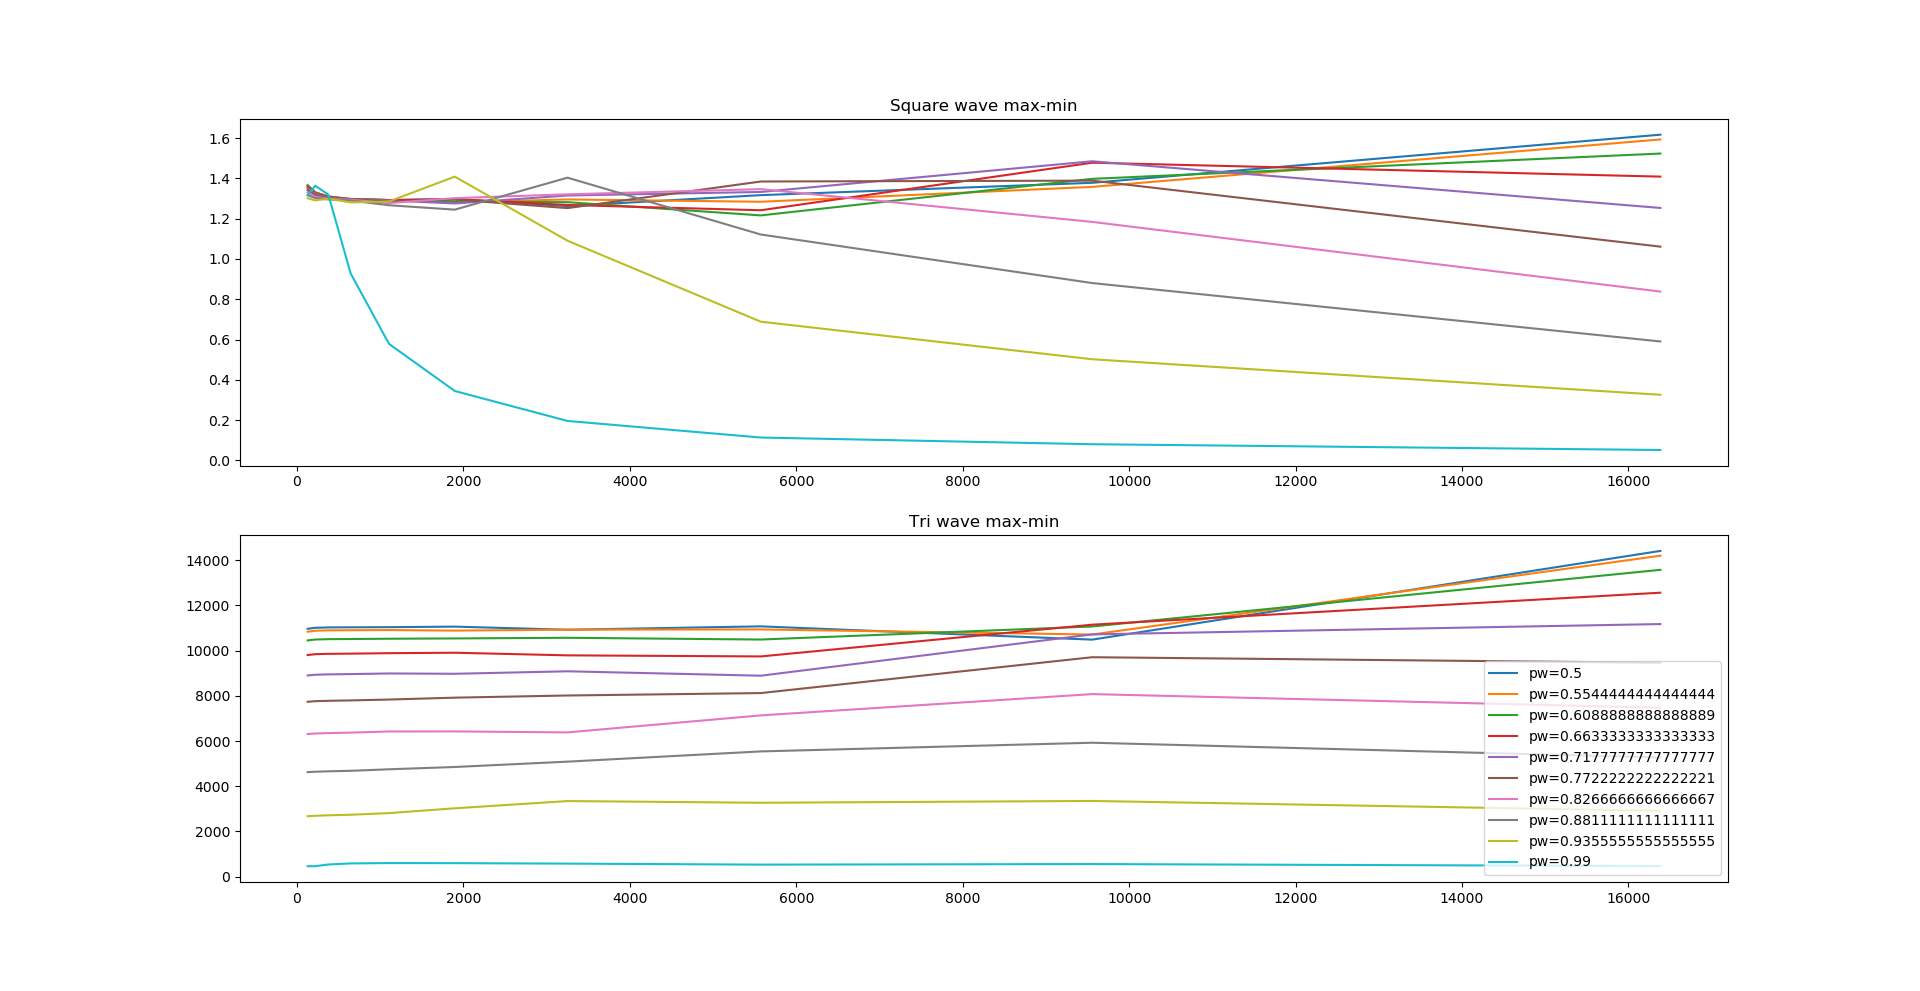 Square wave max-min
1.6
1.4
1.2
1.0
0.8
0.6
0.4
0.2
0.0
0 2000 4000 6000 8000 10000 12000 14000 16000
Tri wave max-min
14000
12000
10000
8000
6000
4000
2000
0
pw=0.5
pw=0.5544444444444444
pw=0.6088888888888889
pw=0.6633333333333333
pw=0.7177777777777777
pw=0.7722222222222221
pw=0.8266666666666667
pw=0.8811111111111111
pw=0.9355555555555555
pw=0.99
0 2000 4000 6000 8000 10000 12000 14000 16000